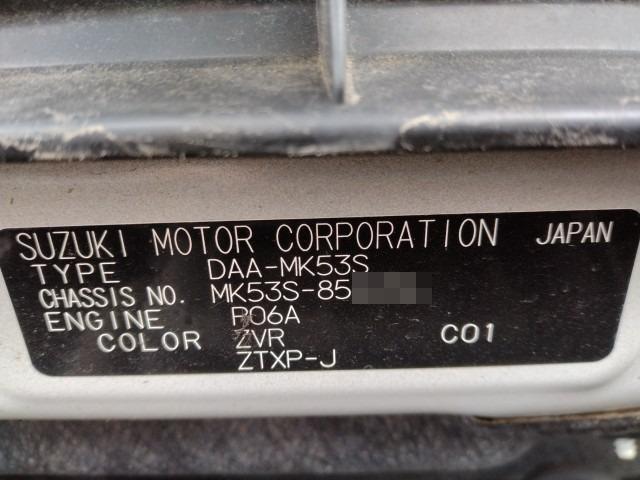 SUZUKI MOTOR CORPORATION JAPAN
TYPE DAA-MK53S
CHASSIS NO. MK53S-85
ENGINE R06A
COLOR ZVR C01
ZTXP-J